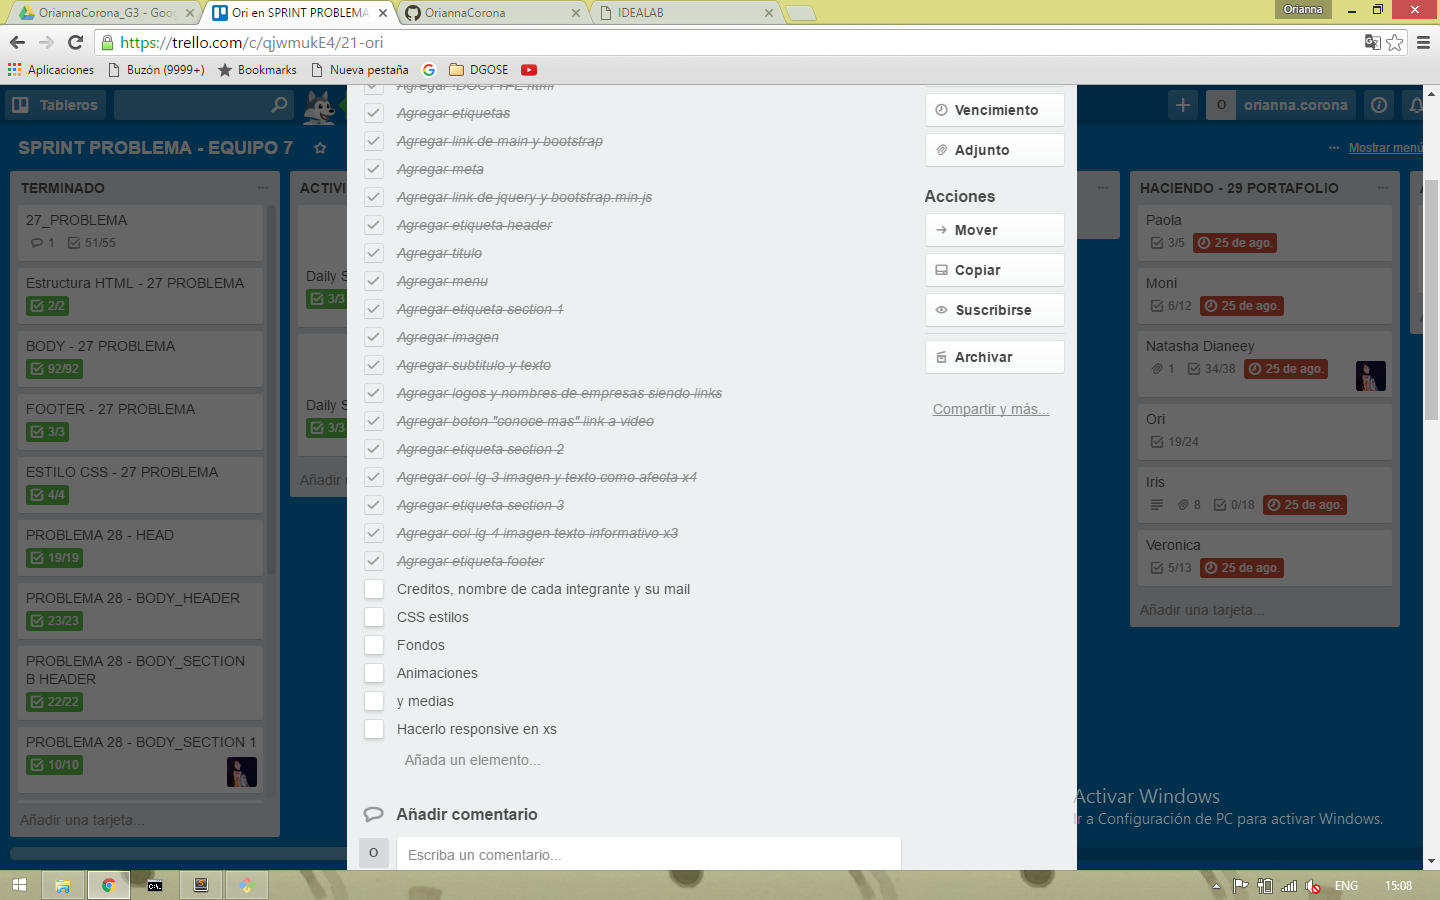 OriannaCorona_G3 - Goog
Ori en SPRINT PROBLEMA
OriannaCorona
IDEALAB
Orianna
https://trello.com/c/qjwmukE4/21-ori
Aplicaciones
Buzón (9999+)
Bookmarks
Nueva pestaña
DGOSE
Tableros
O
orianna.corona
SPRINT PROBLEMA - EQUIPO 7
Mostrar menú
TERMINADO
27_PROBLEMA
1 51/55
Estructura HTML - 27 PROBLEMA
2/2
BODY - 27 PROBLEMA
92/92
FOOTER - 27 PROBLEMA
3/3
ESTILO CSS - 27 PROBLEMA
4/4
PROBLEMA 28 - HEAD
19/19
PROBLEMA 28 - BODY_HEADER
23/23
PROBLEMA 28 - BODY_SECTION
B HEADER
22/22
PROBLEMA 28 - BODY_SECTION 1
10/10
Añadir una tarjeta...
ACTIVI
Daily S
3/3
Daily S
3/3
Añadir u
Agregar !DOCTYPE html
Agregar etiquetas
Agregar link de main y bootstrap
Agregar meta
Agregar link de jquery y bootstrap.min.js
Agregar etiqueta header
Agregar titulo
Agregar menu
Agregar etiqueta section 1
Agregar imagen
Agregar subtitulo y texto
Agregar logos y nombres de empresas siendo links
Agregar boton "conoce mas" link a video
Agregar etiqueta section 2
Agregar col-lg-3 imagen y texto como afecta x4
Agregar etiqueta section 3
Agregar col-lg-4 imagen texto informativo x3
Agregar etiqueta footer
Creditos, nombre de cada integrante y su mail
CSS estilos
Fondos
Animaciones
y medias
Hacerlo responsive en xs
Añada un elemento...
Añadir comentario
O
Escriba un comentario...
Vencimiento
Adjunto
Acciones
Mover
Copiar
Suscribirse
Archivar
Compartir y más...
HACIENDO - 29 PORTAFOLIO
Paola
3/5 25 de ago.
Moni
6/12 25 de ago.
Natasha Dianeey
1 34/38 25 de ago.
Ori
19/24
Iris
8 0/18 25 de ago.
Veronica
5/13 25 de ago.
Añadir una tarjeta...
Activar Windows
Ir a Configuración de PC para activar Windows.
ENG
15:08